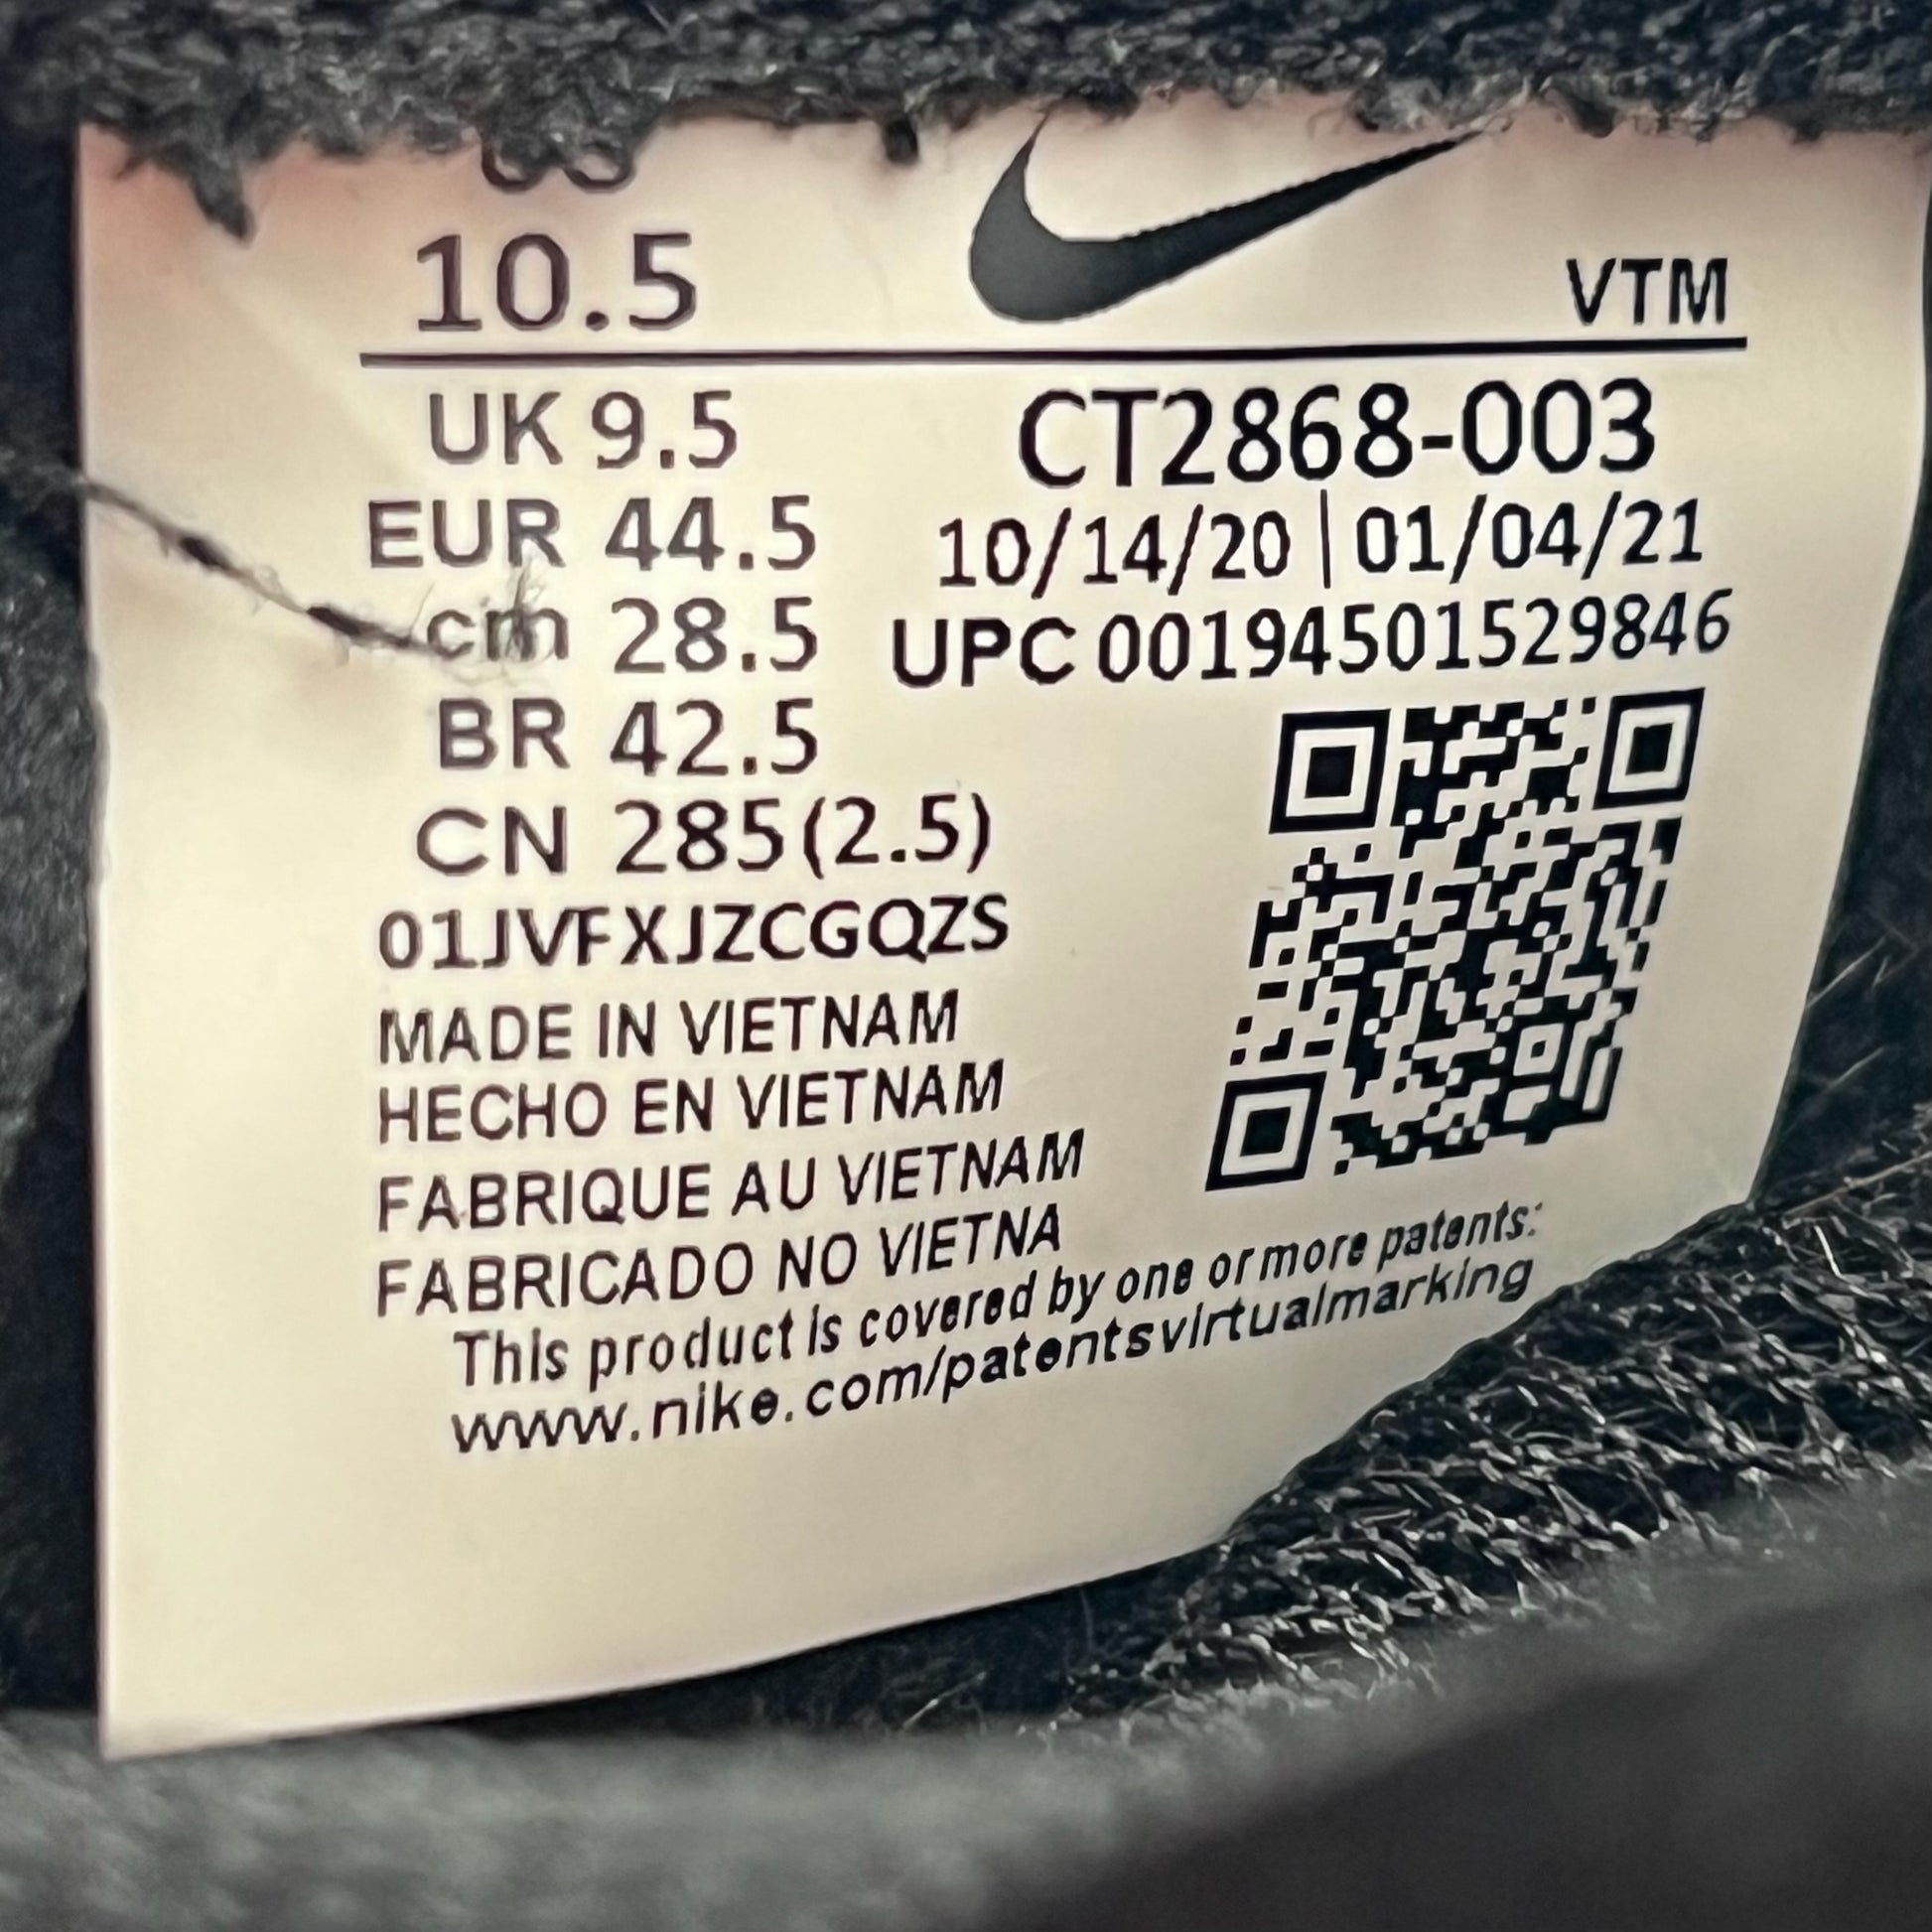 US
10.5
VTM
UK 9.5
EUR 44.5
cm 28.5
BR 42.5
CN 285(2.5)
CT2868-003
10/14/20 | 01/04/21
UPC 00194501529846
01JVFXJZCGQZS
MADE IN VIETNAM
HECHO EN VIETNAM
FABRIQUE AU VIETNAM
FABRICADO NO VIETNA
This product is covered by one or more patents:
www.nike.com/patentsvirtualmarking